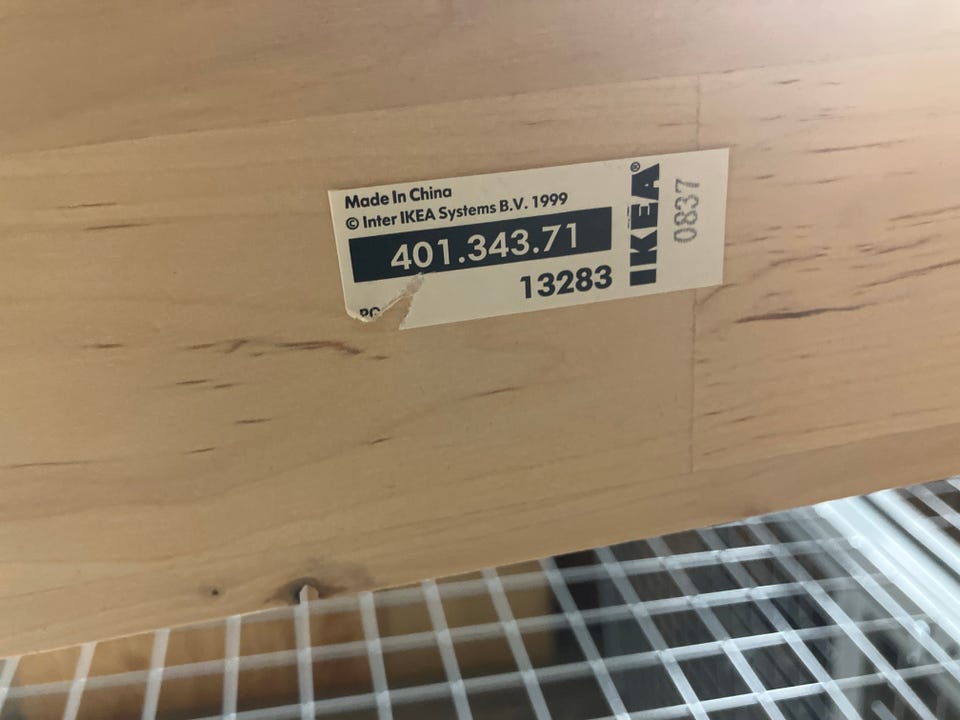 Made In China
© Inter IKEA Systems B.V. 1999
401.343.71
13283
IKEA®
0837